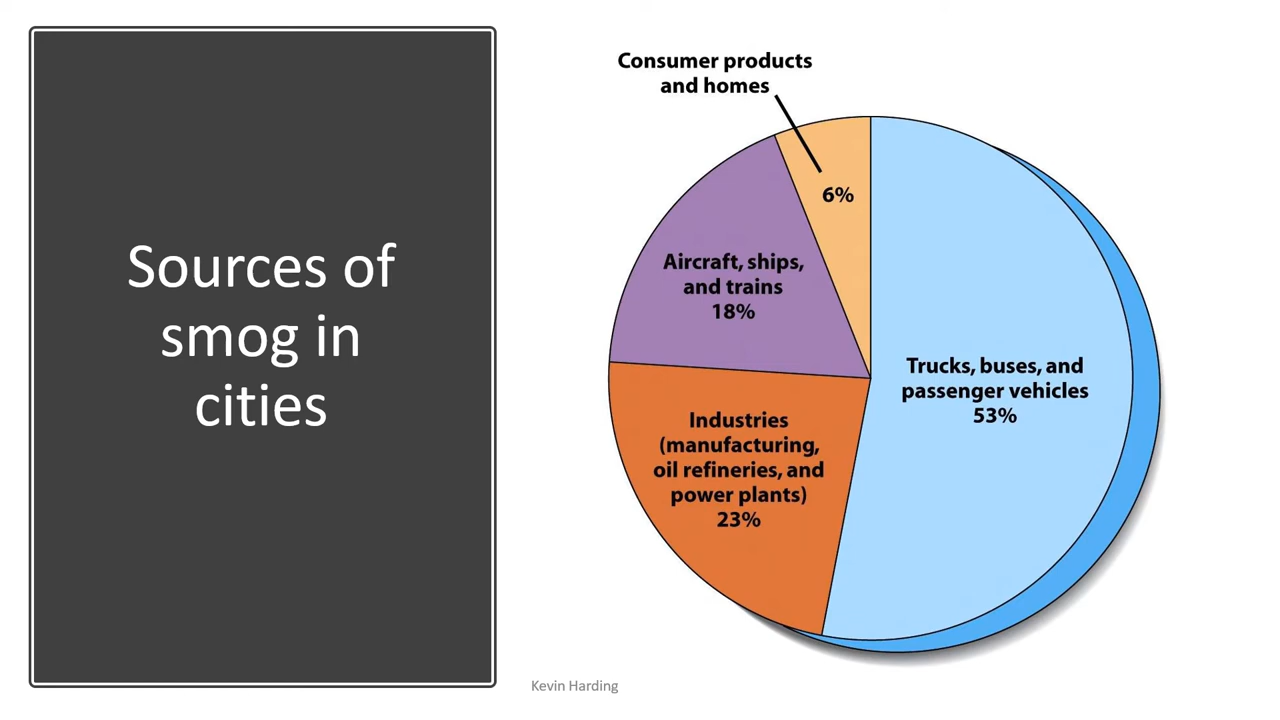 Sources of
smog in
cities
Consumer products
and homes
6%
Aircraft, ships,
and trains
18%
Trucks, buses, and
passenger vehicles
53%
Industries
(manufacturing,
oil refineries, and
power plants)
23%
Kevin Harding